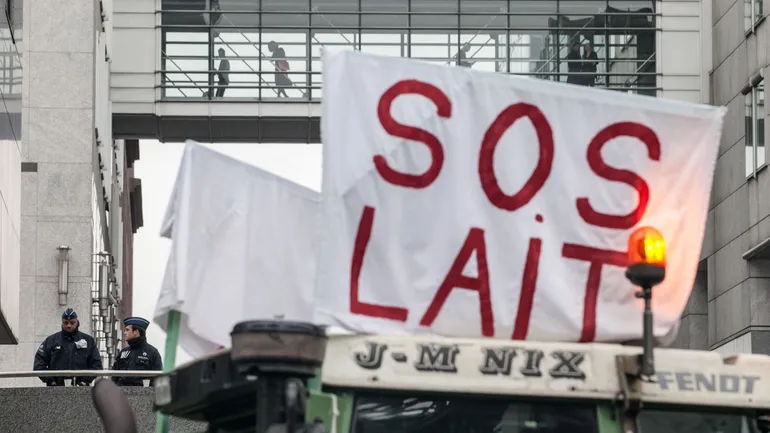 SOS
LAiT
J-M NIX
FENDT